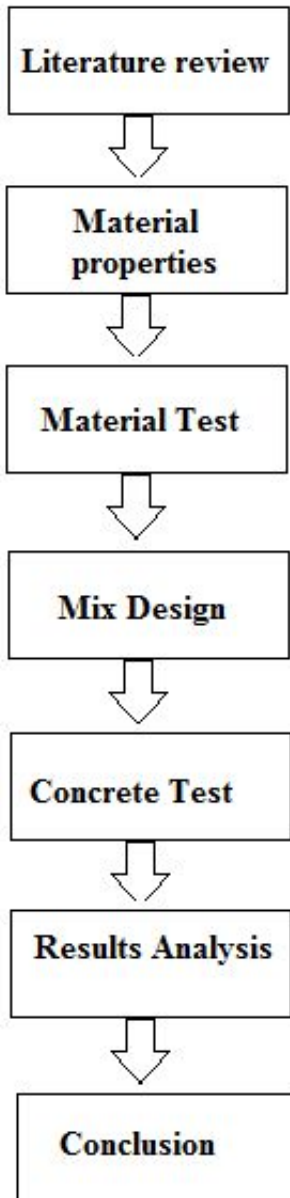 Literature review
Material
properties
Material Test
Mix Design
Concrete Test
Results Analysis
Conclusion